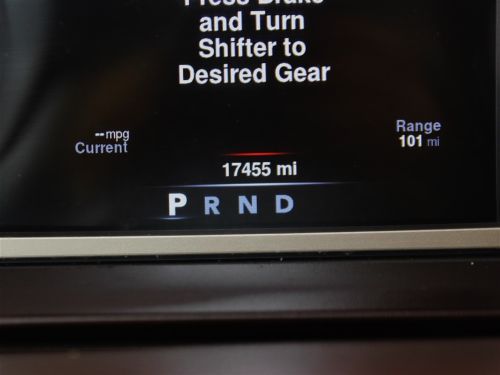 Press Brake
and Turn
Shifter to
Desired Gear
--mpg
Current
Range
101 mi
17455 mi
P R N D